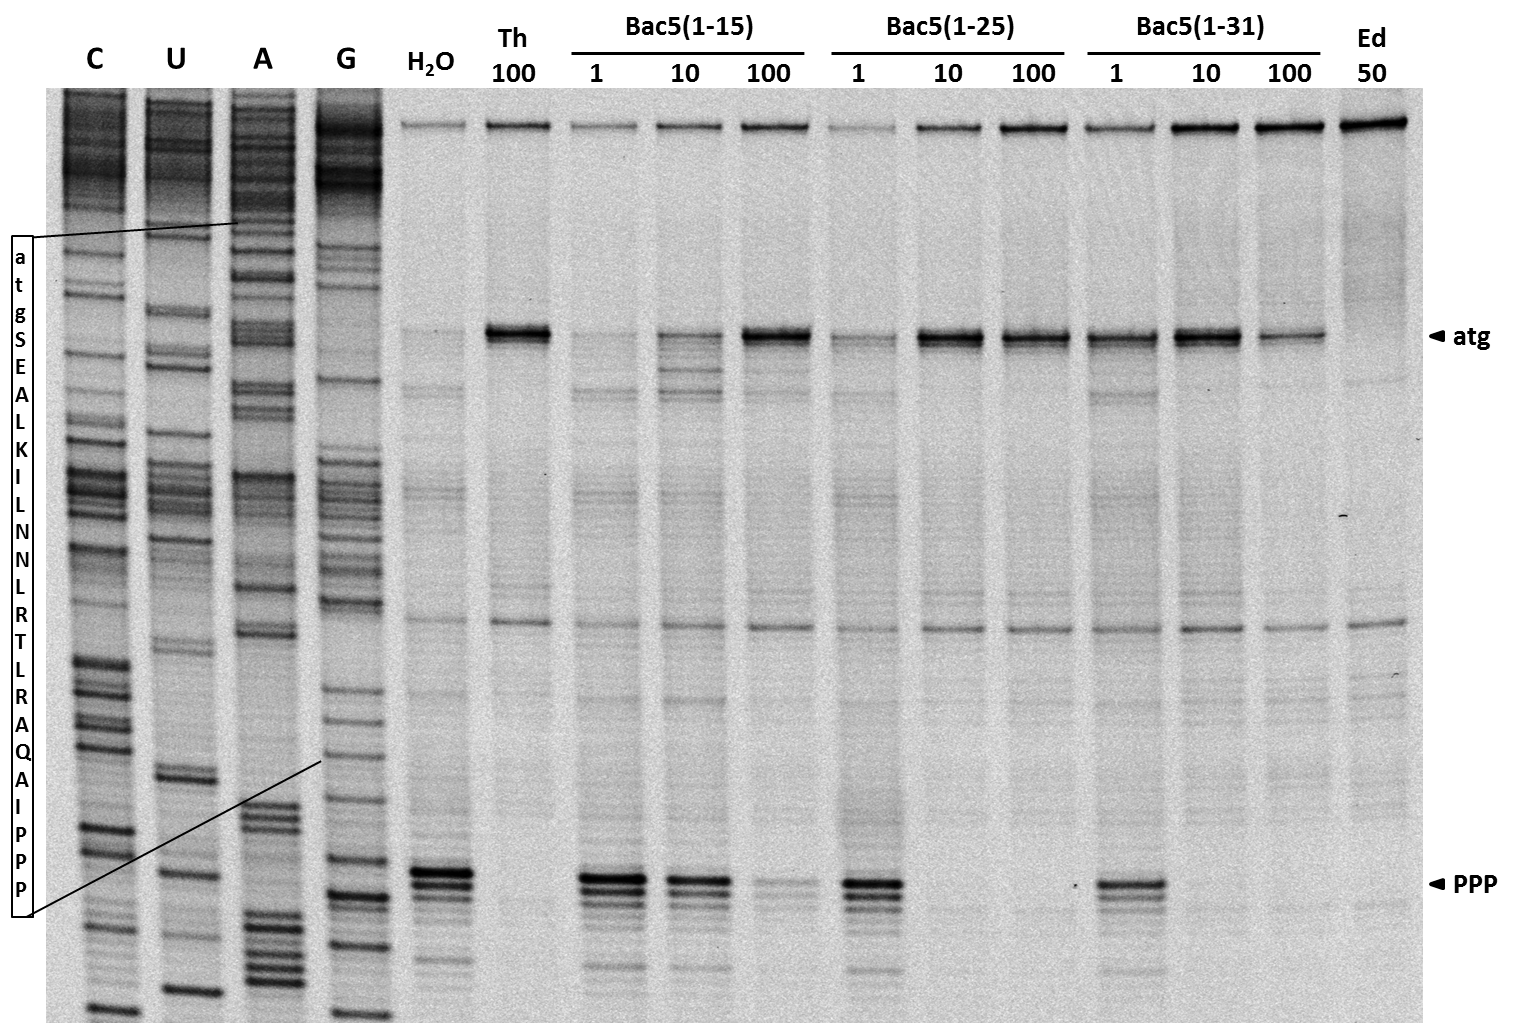 C U A G H₂O Th 100 Bac5(1-15) 1 10 100 Bac5(1-25) 1 10 100 Bac5(1-31) 1 10 100 Ed 50
a
t
g
S
E
A
L
K
I
L
N
N
L
R
T
L
R
A
Q
A
I
P
P
P
atg
PPP